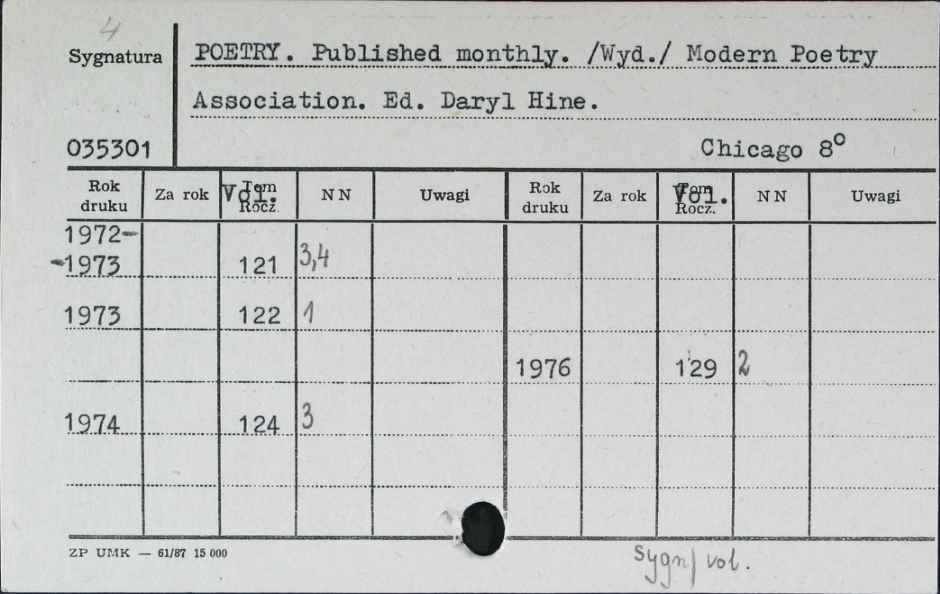 4
Sygnatura
POETRY. Published monthly. /Wyd./ Modern Poetry
Association. Ed. Daryl Hine.
035301
Chicago 8°
Rok druku Za rok Tom Rocz. Vol. NN Uwagi Rok druku Za rok Tom Rocz. Vol. NN Uwagi
1972-
-1973 121 3,4
1973 122 1
1976 129 2
1974 124 3
ZP UMK — 61/87 15 000
Sygn/ vol.